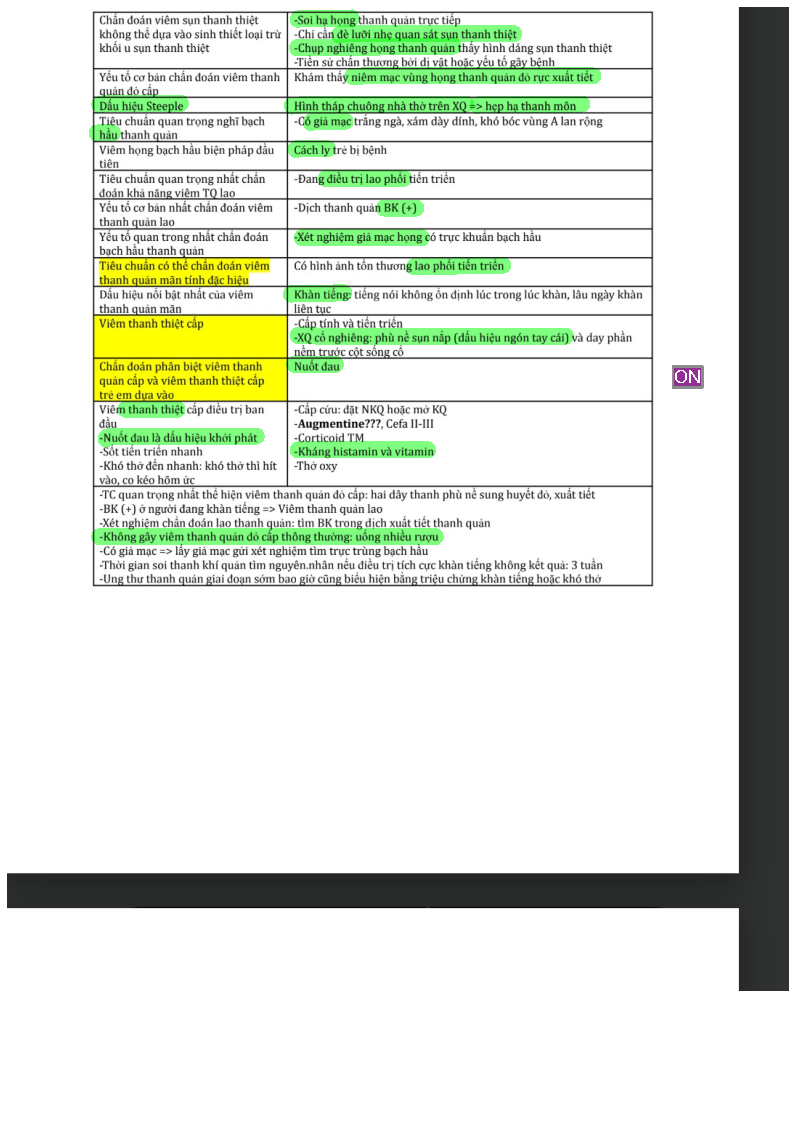 Chẩn đoán viêm sụn thanh thiệt
không thể dựa vào sinh thiết loại trừ
khối u sụn thanh thiệt
-Soi hạ họng thanh quản trực tiếp
-Chỉ cần đè lưỡi nhẹ quan sát sụn thanh thiệt
-Chụp nghiêng họng thanh quản thấy hình dáng sụn thanh thiệt
-Tiền sử chấn thương bởi dị vật hoặc yếu tố gây bệnh
Yếu tố cơ bản chẩn đoán viêm thanh
quản đỏ cấp
Khám thấy niêm mạc vùng họng thanh quản đỏ rực xuất tiết
Dấu hiệu Steeple
Hình tháp chuông nhà thờ trên XQ => hẹp hạ thanh môn
Tiêu chuẩn quan trọng nghĩ bạch
hầu thanh quản
-Có giả mạc trắng ngà, xám dày dính, khó bóc vùng A lan rộng
Viêm họng bạch hầu biện pháp đầu
tiên
Cách ly trẻ bị bệnh
Tiêu chuẩn quan trọng nhất chẩn
đoán khả năng viêm TQ lao
-Đang điều trị lao phổi tiến triển
Yếu tố cơ bản nhất chẩn đoán viêm
thanh quản lao
-Dịch thanh quản BK (+)
Yếu tố quan trong nhất chẩn đoán
bạch hầu thanh quản
-Xét nghiệm giả mạc họng có trực khuẩn bạch hầu
Tiêu chuẩn có thể chẩn đoán viêm
thanh quản mãn tính đặc hiệu
Có hình ảnh tổn thương lao phổi tiến triển
Dấu hiệu nổi bật nhất của viêm
thanh quản mãn
Khàn tiếng: tiếng nói không ổn định lúc trong lúc khàn, lâu ngày khàn
liên tục
Viêm thanh thiệt cấp
-Cấp tính và tiến triển
-XQ cổ nghiêng: phù nề sụn nắp (dấu hiệu ngón tay cái) và day phần
nềm trước cột sống cổ
Chẩn đoán phân biệt viêm thanh
quản cấp và viêm thanh thiệt cấp
trẻ em dựa vào
Nuốt đau
Viêm thanh thiệt cấp điều trị ban
đầu
-Nuốt đau là dấu hiệu khởi phát
-Sốt tiến triển nhanh
-Khó thở đến nhanh: khó thở thì hít
vào, co kéo hõm ức
-Cấp cứu: đặt NKQ hoặc mở KQ
-Augmentine???, Cefa II-III
-Corticoid TM
-Kháng histamin và vitamin
-Thở oxy
-TC quan trọng nhất thể hiện viêm thanh quản đỏ cấp: hai dây thanh phù nề sung huyết đỏ, xuất tiết
-BK (+) ở người đang khàn tiếng => Viêm thanh quản lao
-Xét nghiệm chẩn đoán lao thanh quản: tìm BK trong dịch xuất tiết thanh quản
-Không gây viêm thanh quản đỏ cấp thông thường: uống nhiều rượu
-Có giả mạc => lấy giả mạc gửi xét nghiệm tìm trực trùng bạch hầu
-Thời gian soi thanh khí quản tìm nguyên.nhân nếu điều trị tích cực khàn tiếng không kết quả: 3 tuần
-Ung thư thanh quản giai đoạn sớm bao giờ cũng biểu hiện bằng triệu chứng khàn tiếng hoặc khó thở
ON